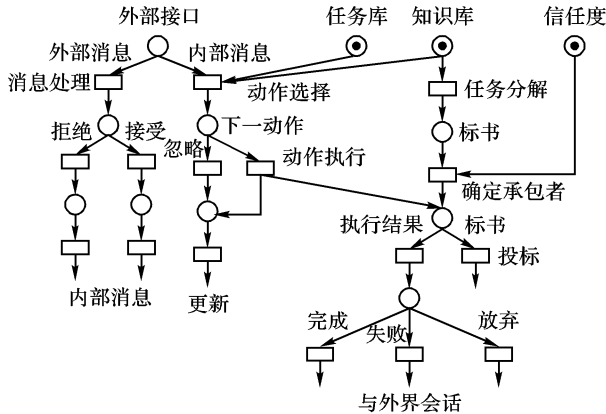 外部接口
任务库
知识库
信任度
外部消息
内部消息
消息处理
动作选择
任务分解
拒绝
接受
下一动作
标书
忽略
动作执行
确定承包者
执行结果
标书
投标
内部消息
更新
完成
失败
放弃
与外界会话